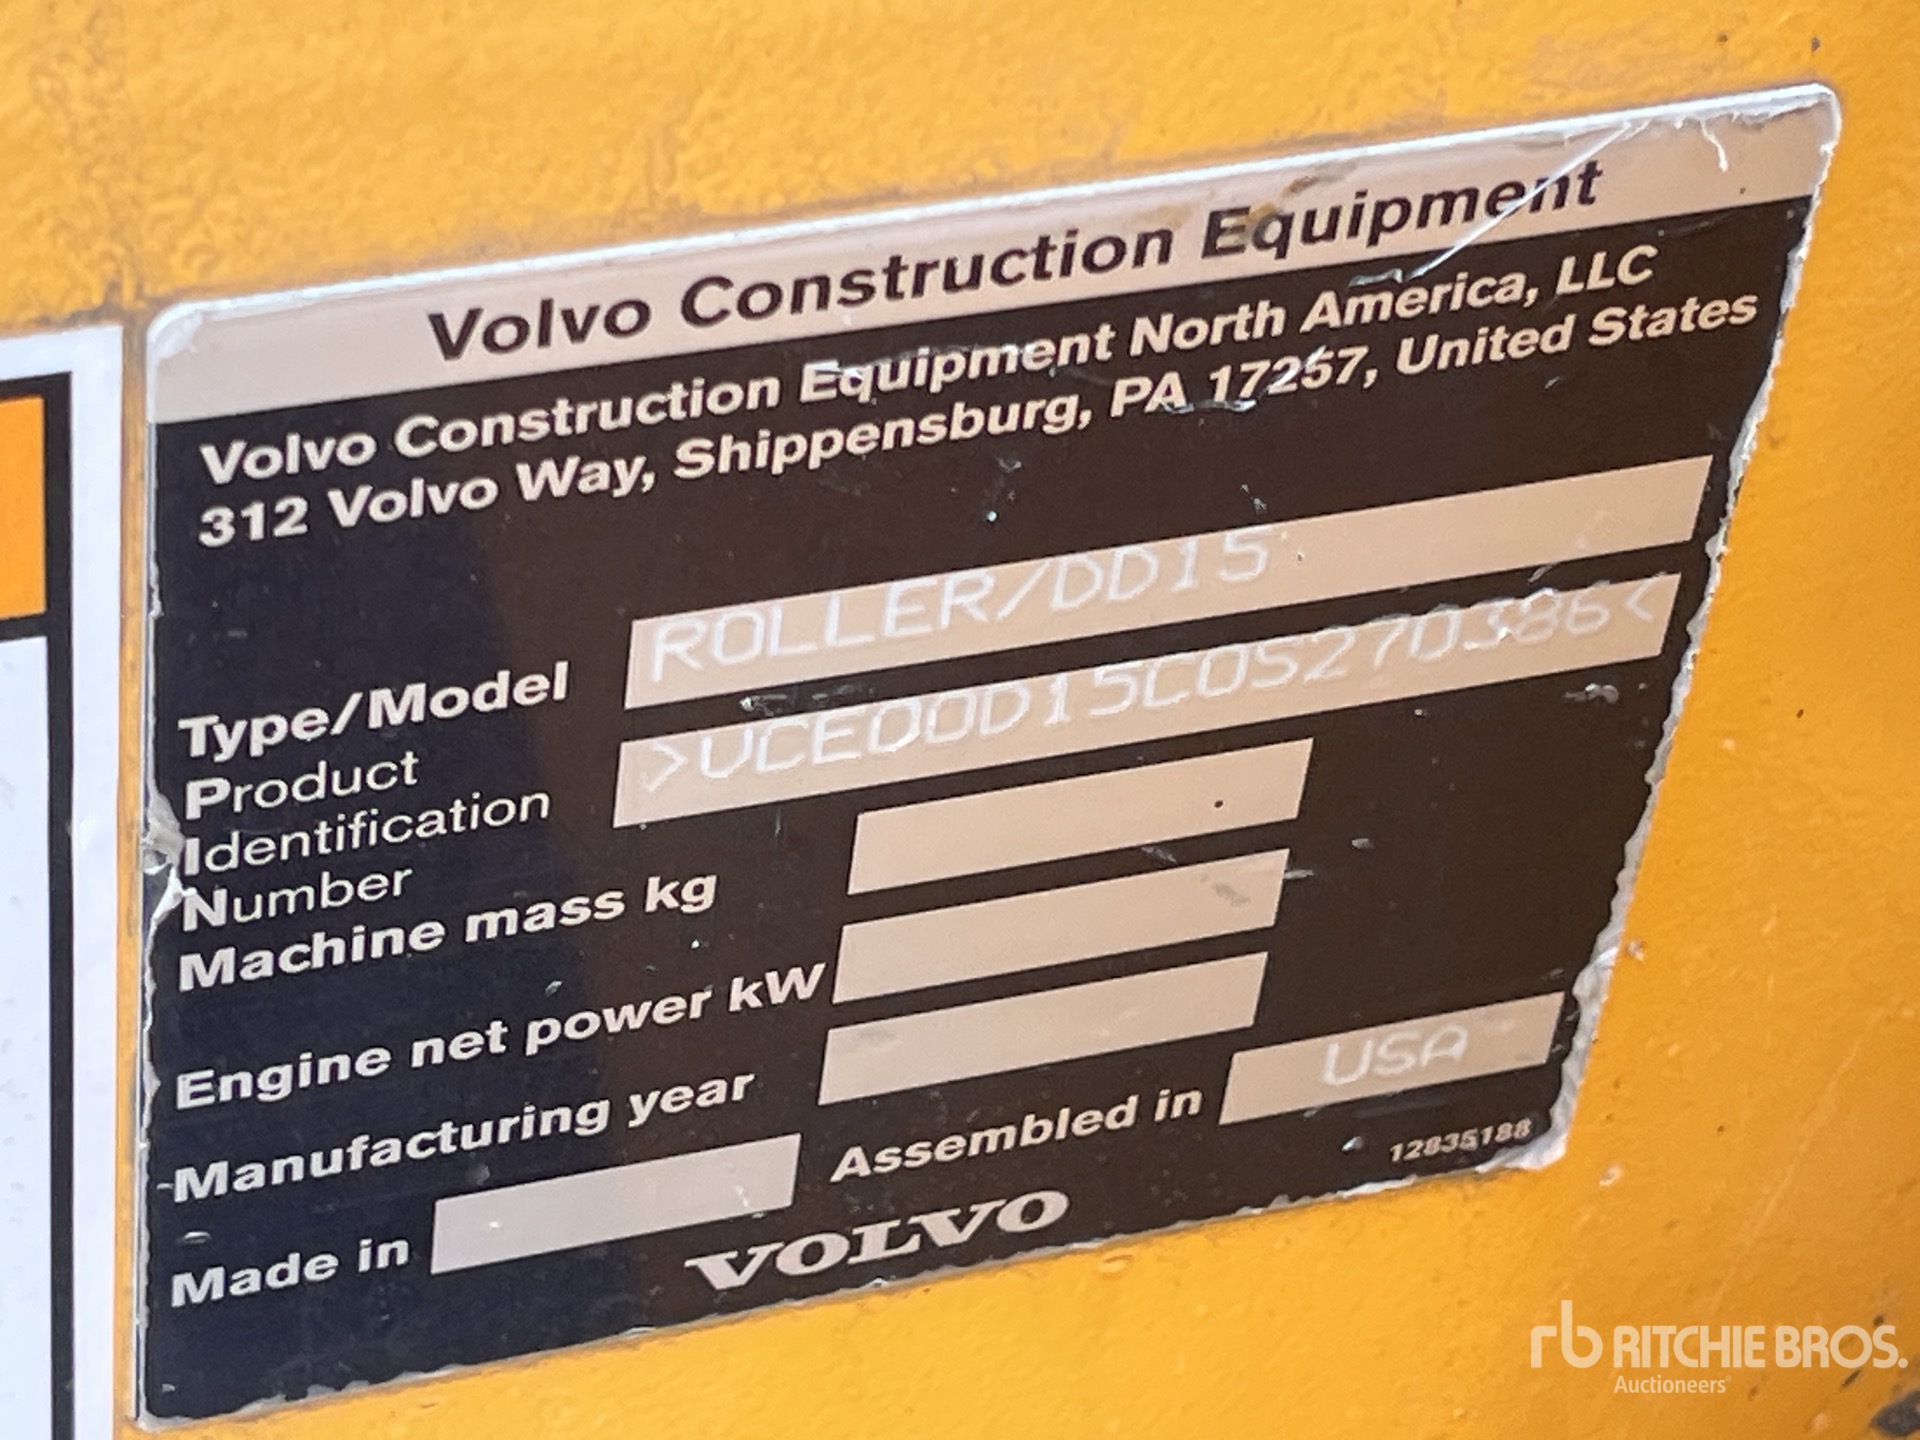 Volvo Construction Equipment
Volvo Construction Equipment North America, LLC
312 Volvo Way, Shippensburg, PA 17257, United States
Type/Model ROLLER/DD15
Product
Identification
Number
>VCE00D15C0S270386<
Machine mass kg
Engine net power kW
Manufacturing year
Made in
Assembled in USA
12835188
VOLVO
rb RITCHIE BROS.
Auctioneers